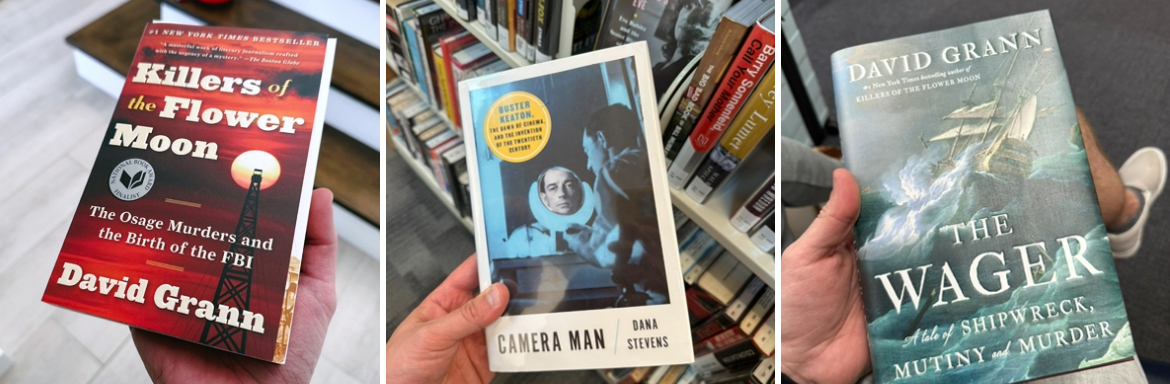 #1 NEW YORK TIMES BESTSELLER
"A masterful work of literary journalism crafted
with the urgency of a mystery." —The Boston Globe
Killers of
the Flower
Moon
NATIONAL BOOK AWARD
FINALIST
The Osage Murders and
the Birth of the FBI
David Grann
BUSTER
KEATON,
THE DAWN OF CINEMA,
AND THE INVENTION
OF THE TWENTIETH
CENTURY
CAMERA MAN / DANA
STEVENS
Barry Sonnenfeld
Call Your Mother
DAVID GRANN
#1 New York Times bestselling author of
KILLERS OF THE FLOWER MOON
THE
WAGER
A tale of SHIPWRECK,
MUTINY and MURDER